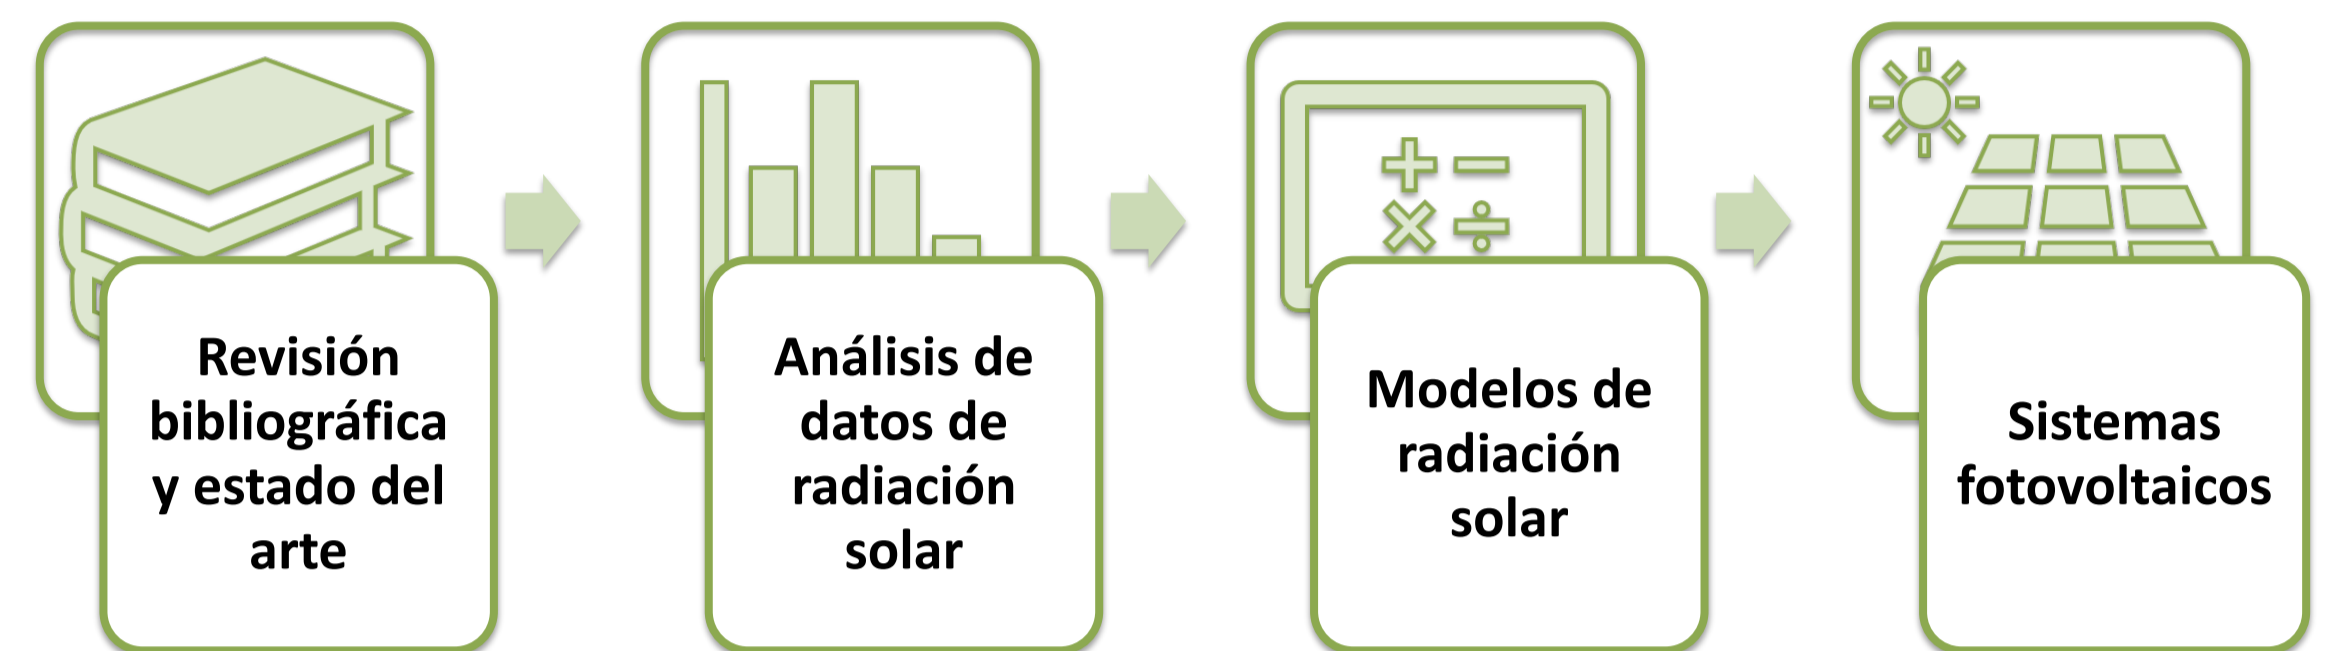 Revisión
bibliográfica
y estado del
arte
Análisis de
datos de
radiación
solar
Modelos de
radiación
solar
Sistemas
fotovoltaicos